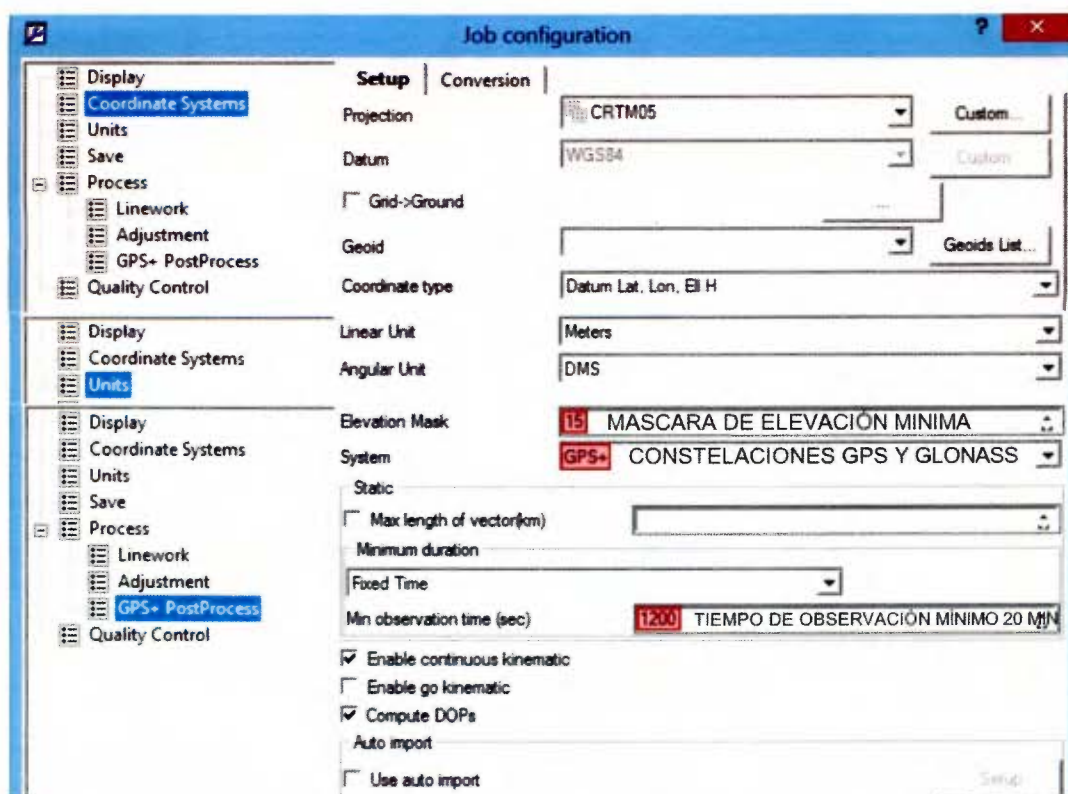 Job configuration ?
Display
Coordinate Systems
Units
Save
Process
Linework
Adjustment
GPS+ PostProcess
Quality Control
Setup Conversion
Projection CRTM05 Custom...
Datum WGS84 Custom
Grid->Ground ...
Geoid Geoids List...
Coordinate type Datum Lat, Lon, Ell H
Display
Coordinate Systems
Units
Linear Unit Meters
Angular Unit DMS
Display
Coordinate Systems
Units
Save
Process
Linework
Adjustment
GPS+ PostProcess
Quality Control
Elevation Mask 15 MASCARA DE ELEVACIÓN MINIMA
System GPS+ CONSTELACIONES GPS Y GLONASS
Static
Max length of vector(km)
Minimum duration
Fixed Time
Min observation time (sec) 1200 TIEMPO DE OBSERVACIÓN MÍNIMO 20 MIN
Enable continuous kinematic
Enable go kinematic
Compute DOPs
Auto import
Use auto import Setup